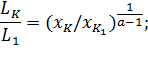 L_K/L_1 = (x_K/x_{K_1})^{1/(a-1)};